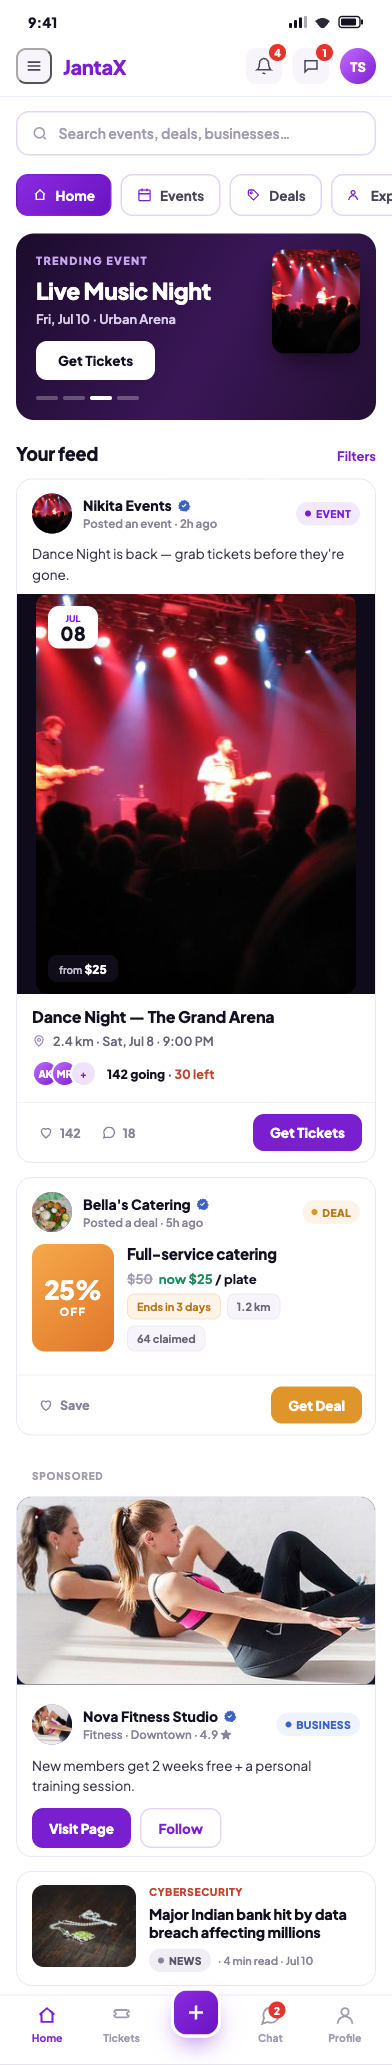 9:41
JantaX
4
1
TS
Search events, deals, businesses...
Home
Events
Deals
Exp
TRENDING EVENT
Live Music Night
Fri, Jul 10 · Urban Arena
Get Tickets
Your feed
Filters
Nikita Events
Posted an event · 2h ago
EVENT
Dance Night is back — grab tickets before they're
gone.
JUL
08
from $25
Dance Night — The Grand Arena
2.4 km · Sat, Jul 8 · 9:00 PM
AK
MR
+
142 going · 30 left
142
18
Get Tickets
Bella's Catering
Posted a deal · 5h ago
DEAL
25%
OFF
Full-service catering
$50 now $25 / plate
Ends in 3 days
1.2 km
64 claimed
Save
Get Deal
SPONSORED
Nova Fitness Studio
Fitness · Downtown · 4.9 ★
BUSINESS
New members get 2 weeks free + a personal
training session.
Visit Page
Follow
CYBERSECURITY
Major Indian bank hit by data
breach affecting millions
NEWS
· 4 min read · Jul 10
Home
Tickets
+
2
Chat
Profile